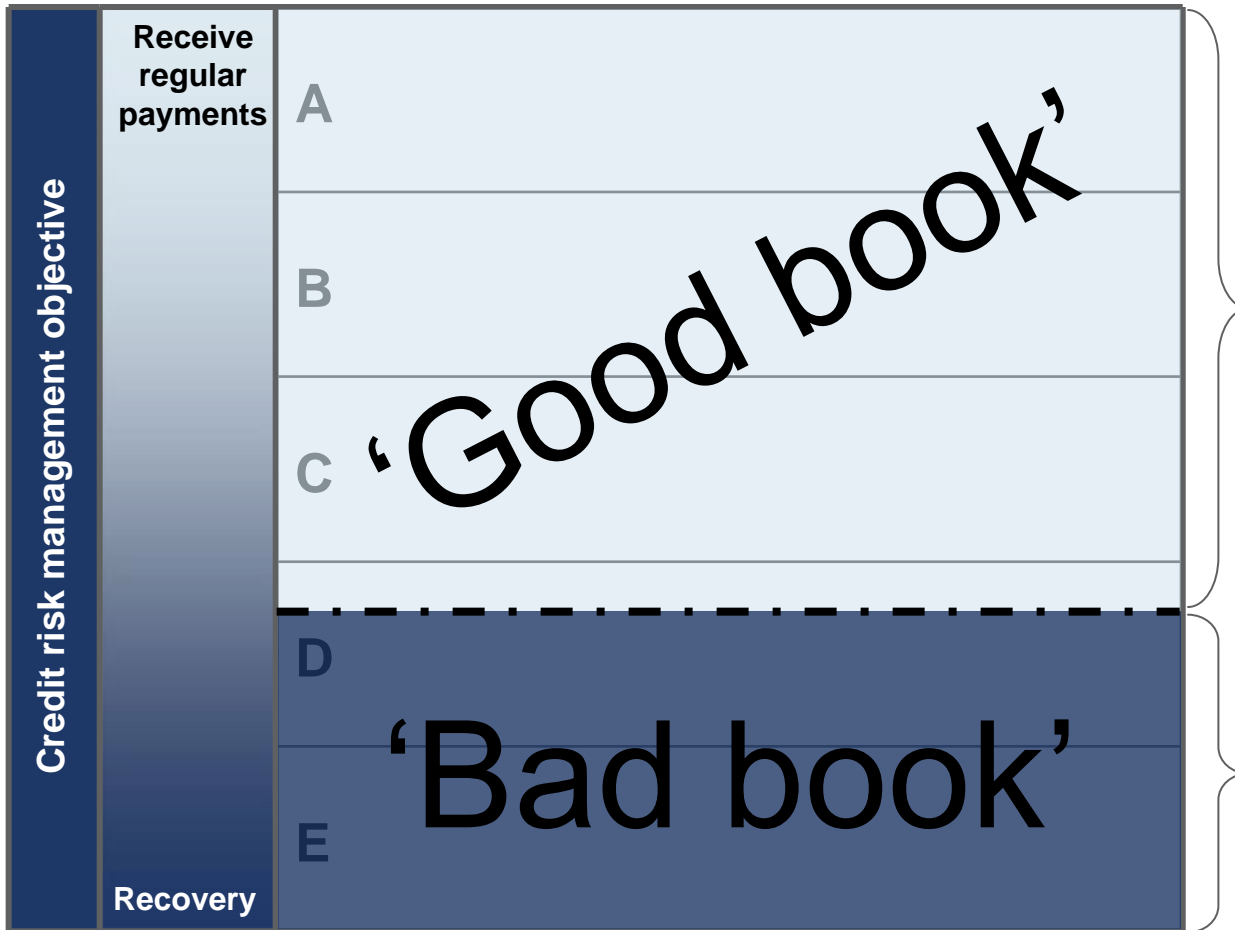 Credit risk management objective
Receive
regular
payments
A
B
C
‘Good book’
D
‘Bad book’
E
Recovery